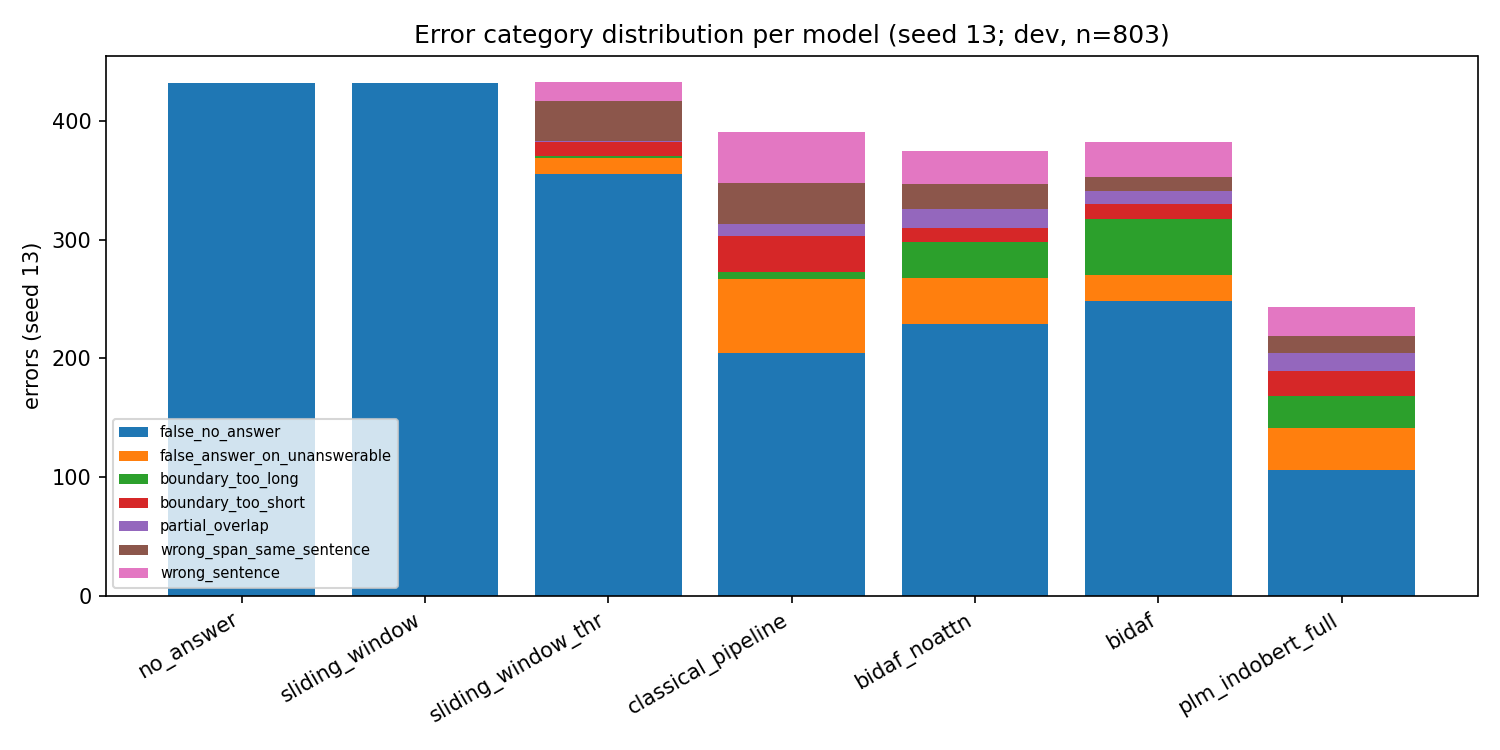 Error category distribution per model (seed 13; dev, n=803)
errors (seed 13)
400
300
200
100
0
false_no_answer
false_answer_on_unanswerable
boundary_too_long
boundary_too_short
partial_overlap
wrong_span_same_sentence
wrong_sentence
no_answer
sliding_window
sliding_window_thr
classical_pipeline
bidaf_noattn
bidaf
plm_indobert_full